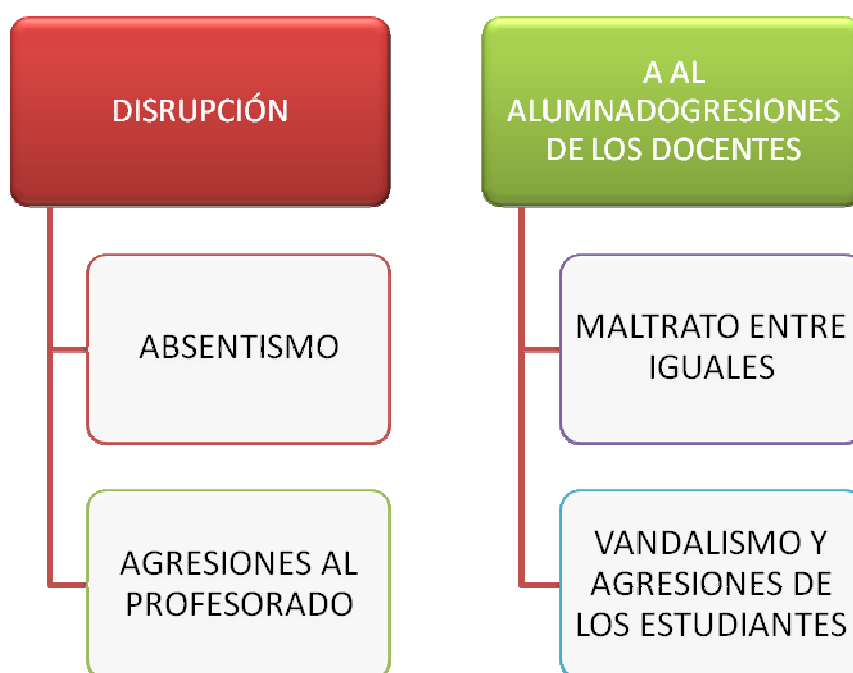 DISRUPCIÓN
ABSENTISMO
AGRESIONES AL
PROFESORADO
A AL
ALUMNADOGRESIONES
DE LOS DOCENTES
MALTRATO ENTRE
IGUALES
VANDALISMO Y
AGRESIONES DE
LOS ESTUDIANTES